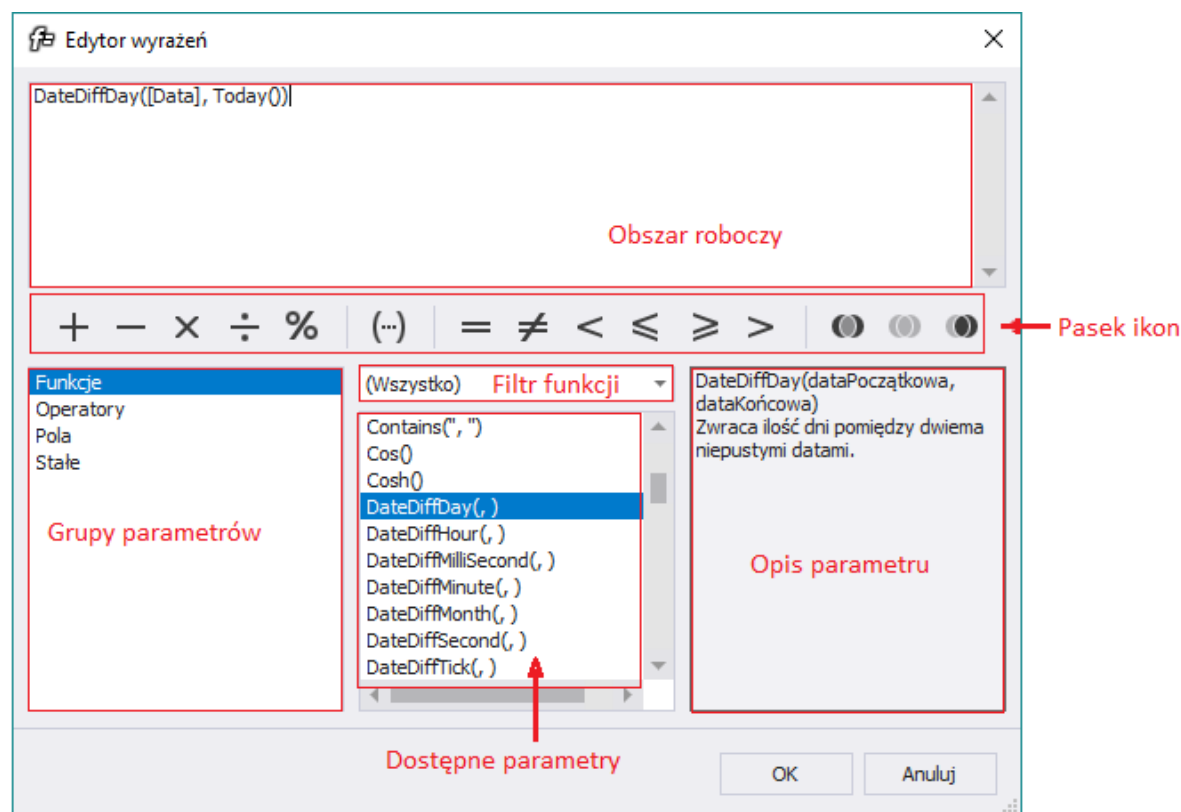 Edytor wyrażeń
DateDiffDay([Data], Today())
Obszar roboczy
+ − × ÷ % (...) = ≠ < ⩽ ⩾ >
Pasek ikon
Funkcje
Operatory
Pola
Stałe
Grupy parametrów
(Wszystko) Filtr funkcji
Contains('', '')
Cos()
Cosh()
DateDiffDay(, )
DateDiffHour(, )
DateDiffMilliSecond(, )
DateDiffMinute(, )
DateDiffMonth(, )
DateDiffSecond(, )
DateDiffTick(, )
Dostępne parametry
DateDiffDay(dataPoczątkowa,
dataKońcowa)
Zwraca ilość dni pomiędzy dwiema
niepustymi datami.
Opis parametru
OK Anuluj